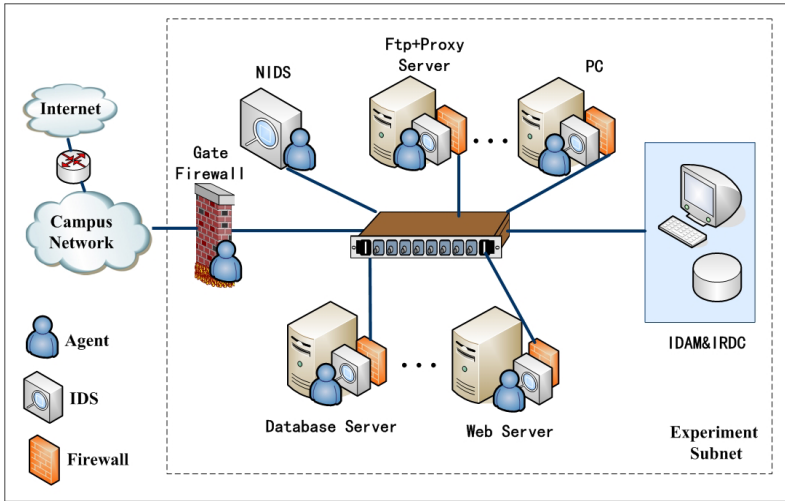 Ftp+Proxy
Server
NIDS
PC
Internet
Gate
Firewall
Campus
Network
Agent
IDS
Firewall
Database Server
Web Server
IDAM&IRDC
Experiment
Subnet